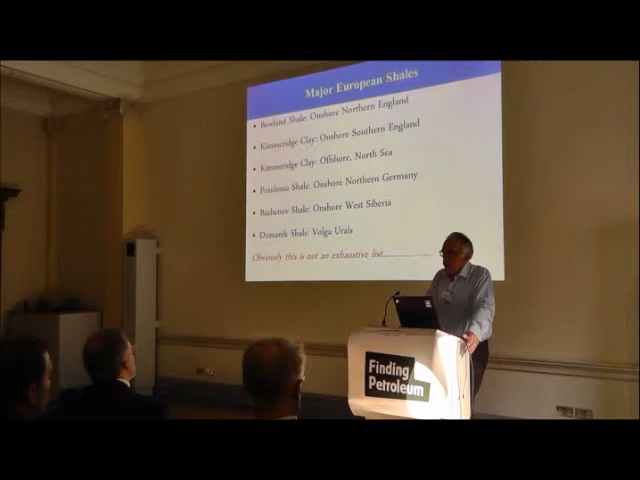 Major European Shales
• Bowland Shale: Onshore Northern England
• Kimmeridge Clay: Onshore Southern England
• Kimmeridge Clay: Offshore, North Sea
• Posidonia Shale: Onshore Northern Germany
• Bazhenov Shale: Onshore West Siberia
• Domanik Shale: Volga Urals
Obviously this is not an exhaustive list....................
Finding
Petroleum